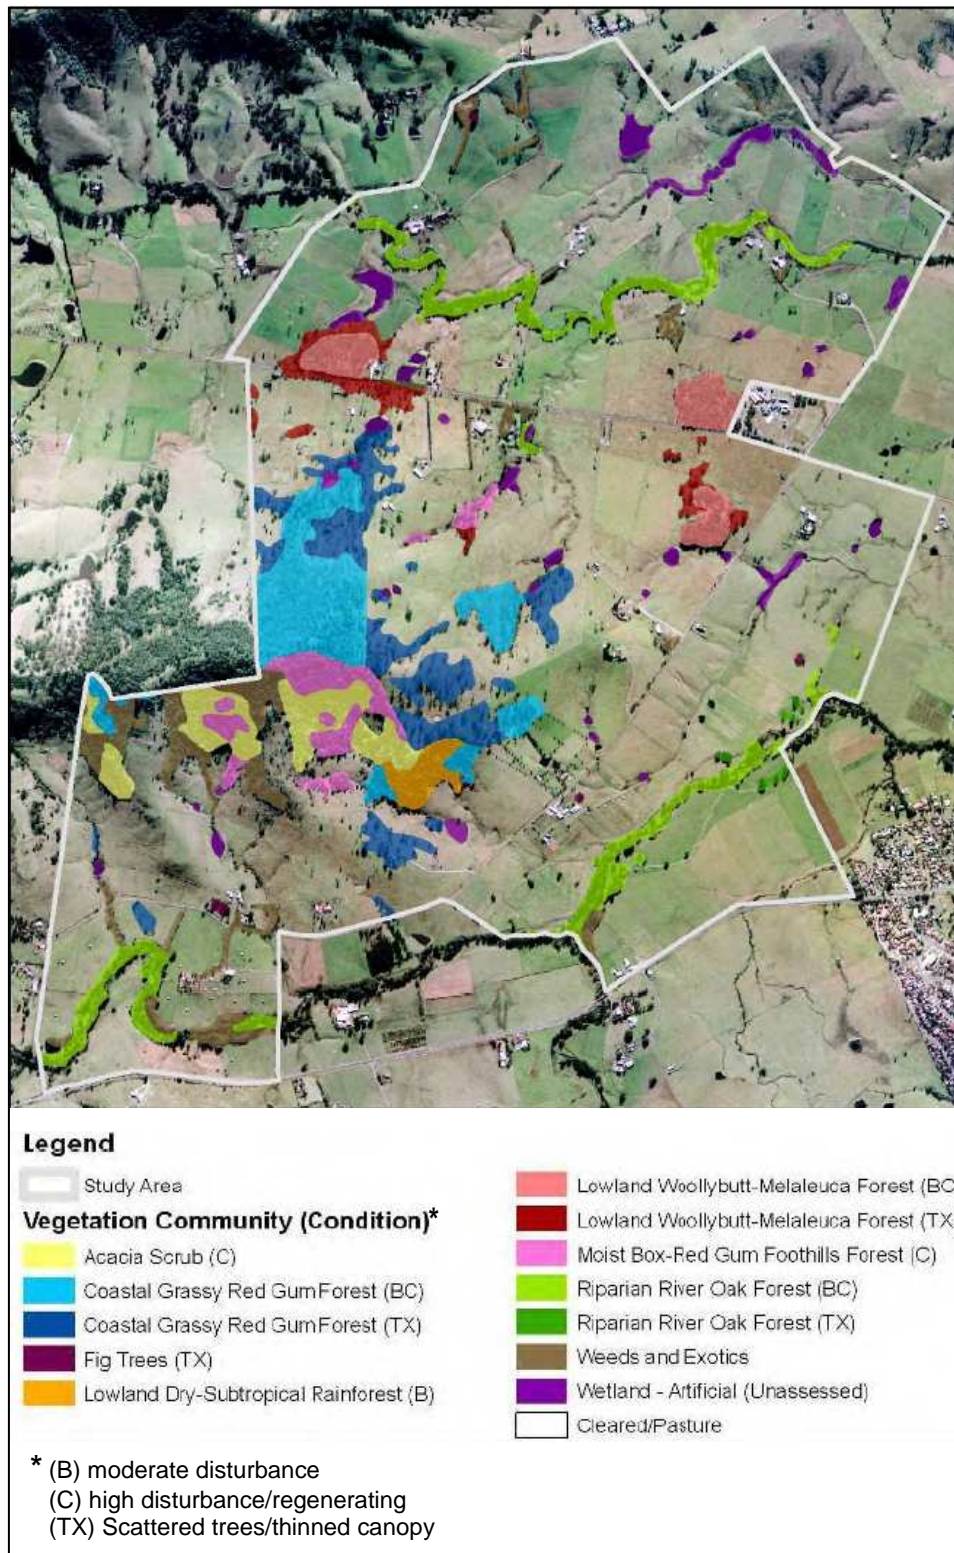 Legend
Study Area
Vegetation Community (Condition)*
Acacia Scrub (C)
Coastal Grassy Red Gum Forest (BC)
Coastal Grassy Red Gum Forest (TX)
Fig Trees (TX)
Lowland Dry-Subtropical Rainforest (B)
Lowland Woollybutt-Melaleuca Forest (BC
Lowland Woollybutt-Melaleuca Forest (TX
Moist Box-Red Gum Foothills Forest (C)
Riparian River Oak Forest (BC)
Riparian River Oak Forest (TX)
Weeds and Exotics
Wetland - Artificial (Unassessed)
Cleared/Pasture
* (B) moderate disturbance
(C) high disturbance/regenerating
(TX) Scattered trees/thinned canopy